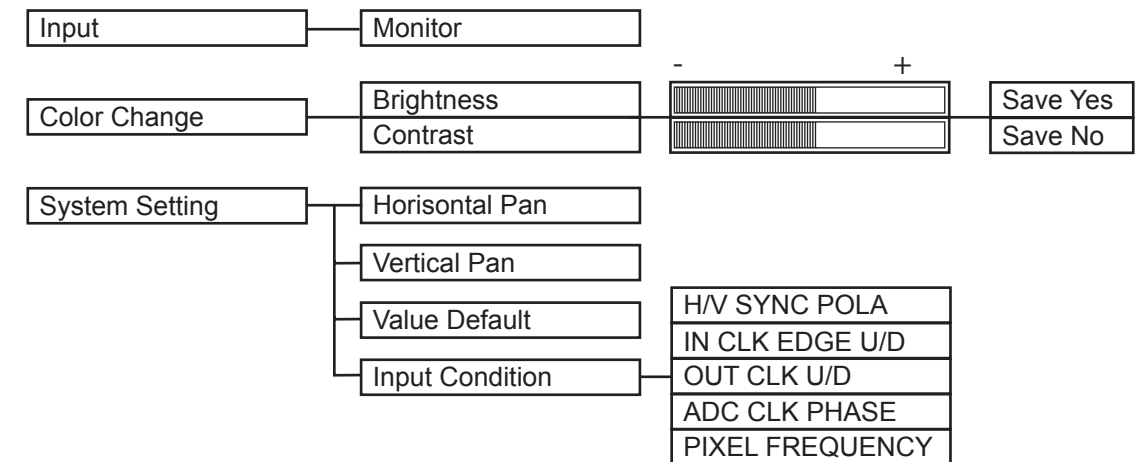 Input
Monitor
- +
Color Change
Brightness
Contrast
Save Yes
Save No
System Setting
Horisontal Pan
Vertical Pan
Value Default
Input Condition
H/V SYNC POLA
IN CLK EDGE U/D
OUT CLK U/D
ADC CLK PHASE
PIXEL FREQUENCY